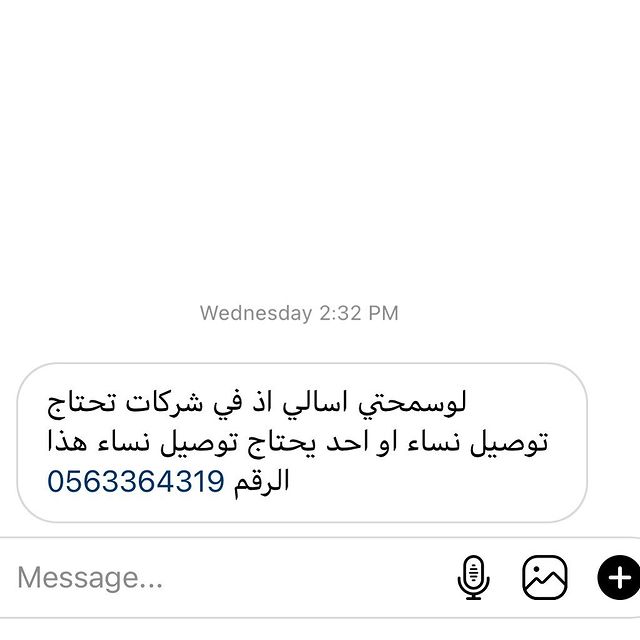 Wednesday 2:32 PM
لوسمحتي اسالي اذ في شركات تحتاج
توصيل نساء او احد يحتاج توصيل نساء هذا
الرقم 0563364319
Message...